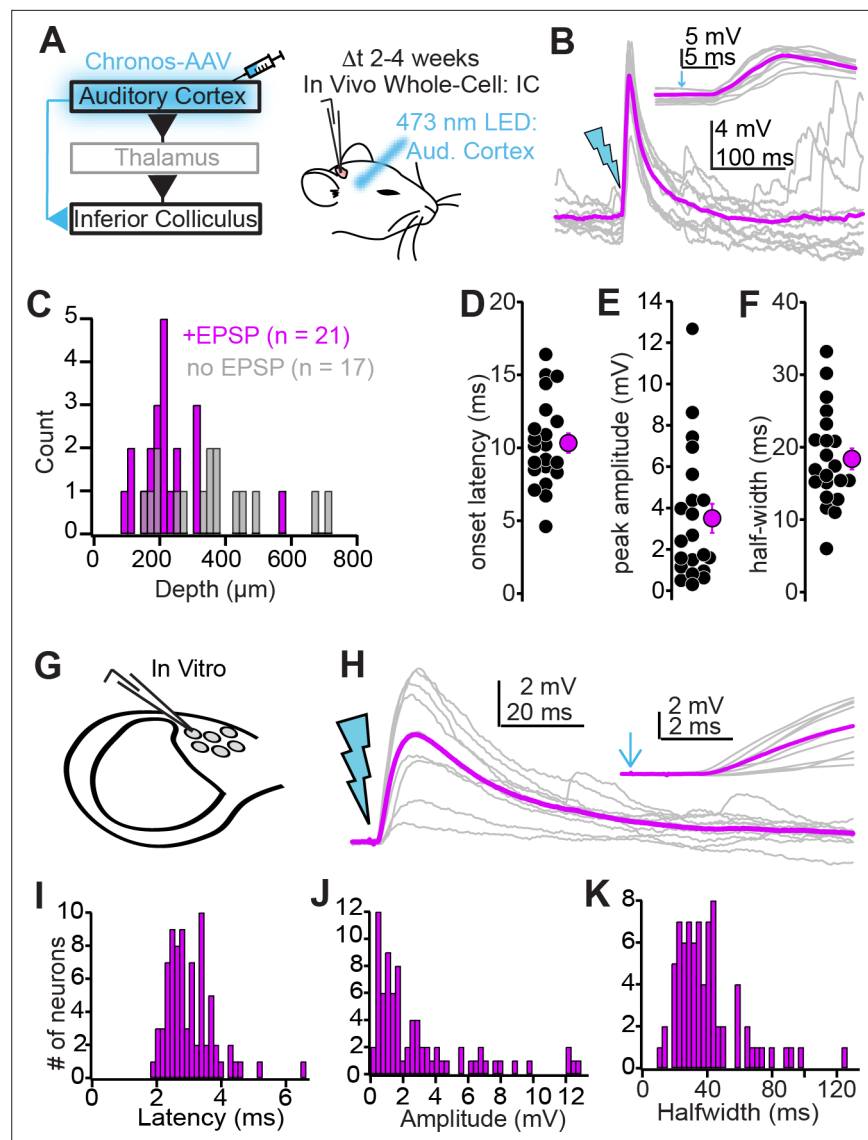 A
Chronos-AAV
Auditory Cortex
Thalamus
Inferior Colliculus
Δt 2-4 weeks
In Vivo Whole-Cell: IC
473 nm LED:
Aud. Cortex
B
5 mV
5 ms
4 mV
100 ms
C
+EPSP (n = 21)
no EPSP (n = 17)
Count
5
4
3
2
1
0
0 200 400 600 800
Depth (µm)
D
onset latency (ms)
20
15
10
5
0
E
peak amplitude (mV)
14
12
10
8
6
4
2
0
F
half-width (ms)
40
30
20
10
0
G
In Vitro
H
2 mV
20 ms
2 mV
2 ms
I
# of neurons
10
8
6
4
2
0
0 2 4 6
Latency (ms)
J
12
10
8
6
4
2
0
0 2 4 6 8 10 12
Amplitude (mV)
K
8
6
4
2
0
0 40 80 120
Halfwidth (ms)